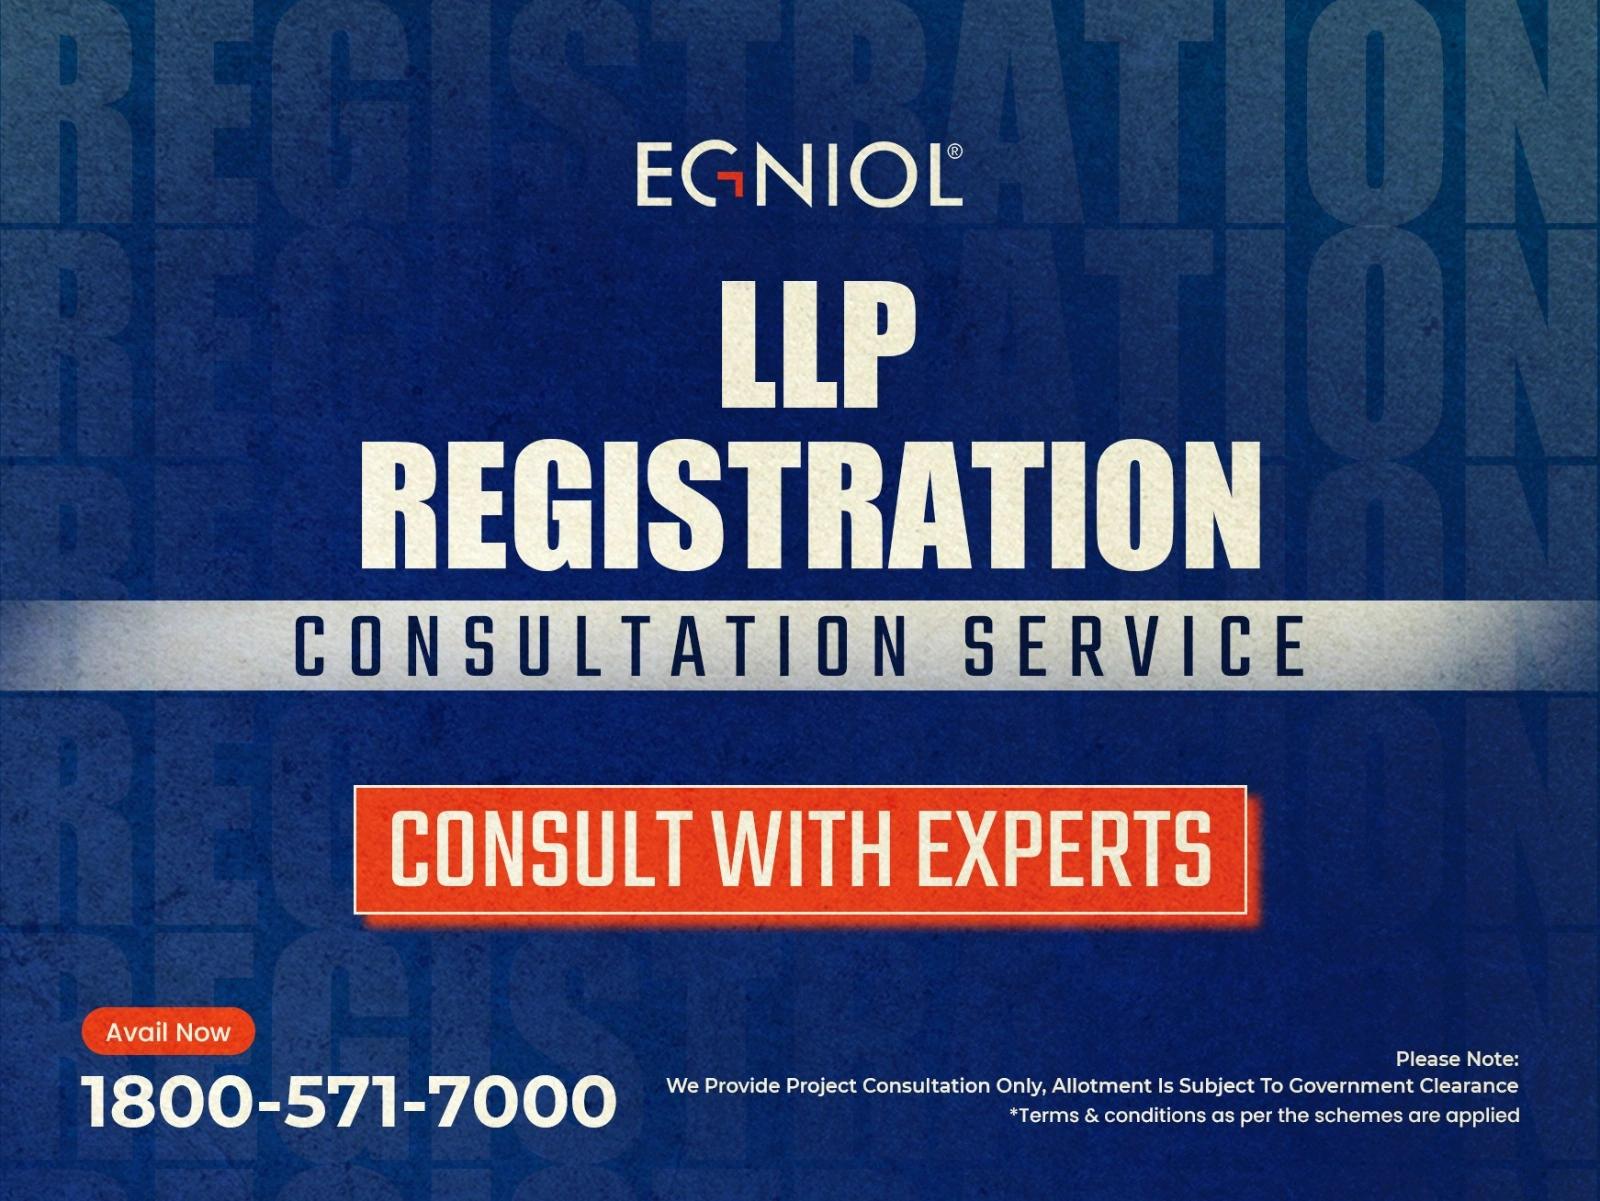 REGISTRATION
EGNIOL®
LLP
REGISTRATION
CONSULTATION SERVICE
CONSULT WITH EXPERTS
Avail Now
1800-571-7000
Please Note:
We Provide Project Consultation Only, Allotment Is Subject To Government Clearance
*Terms & conditions as per the schemes are applied